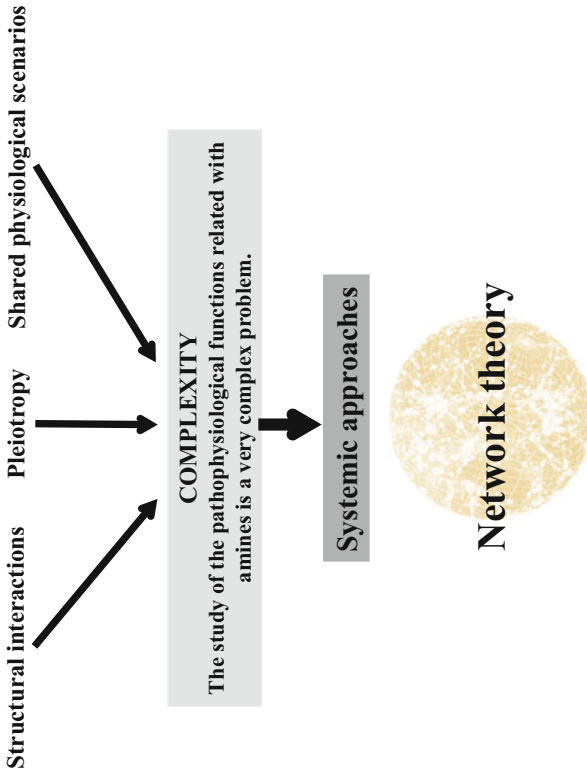 Structural interactions
Pleiotropy
Shared physiological scenarios
COMPLEXITY
The study of the pathophysiological functions related with
amines is a very complex problem.
Systemic approaches
Network theory